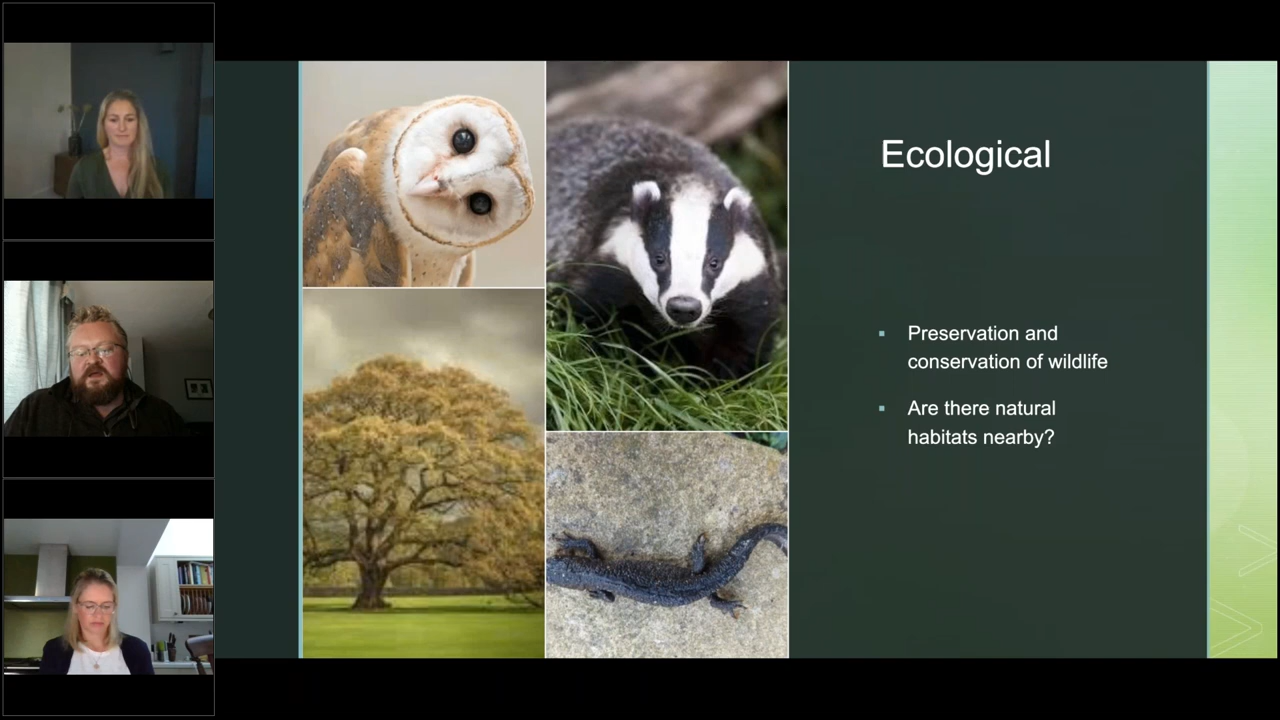 Ecological
Preservation and
conservation of wildlife
Are there natural
habitats nearby?